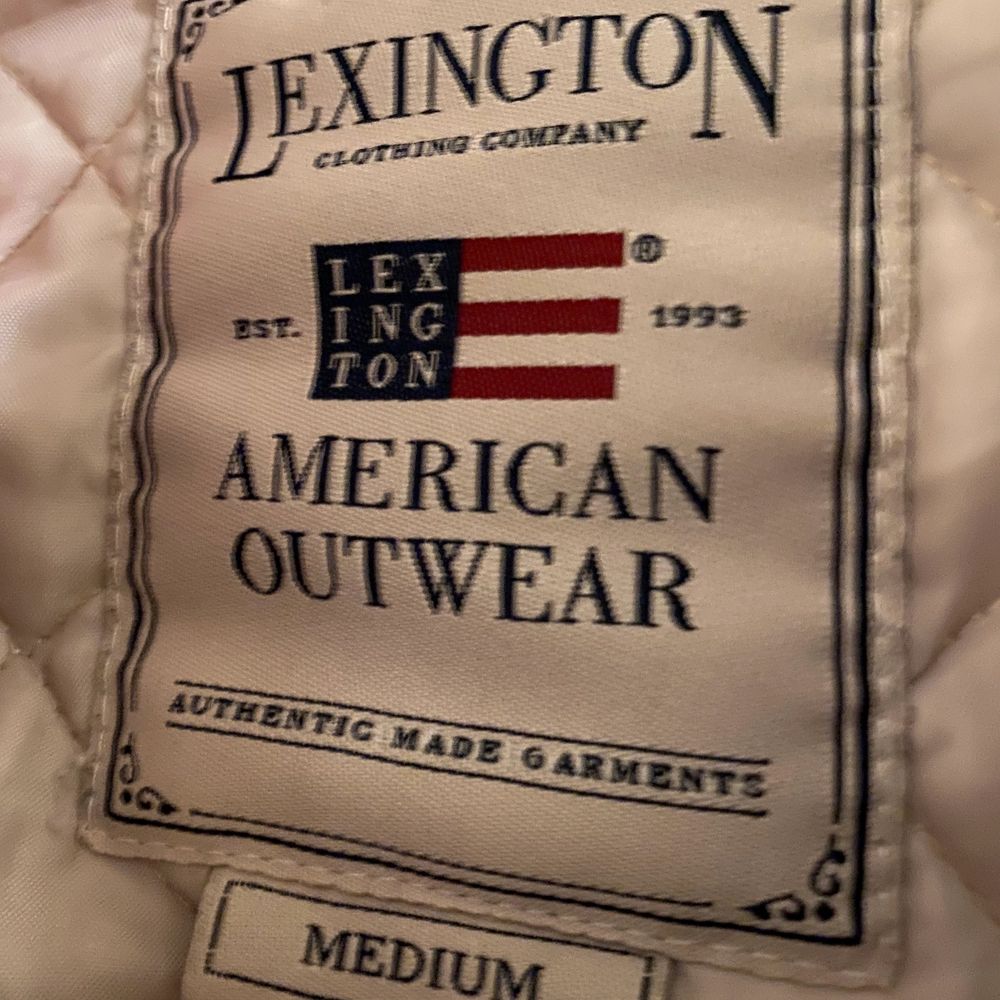 LEXINGTON
CLOTHING COMPANY
LEX
ING
TON
®
EST.
1993
AMERICAN
OUTWEAR
AUTHENTIC MADE GARMENTS
MEDIUM